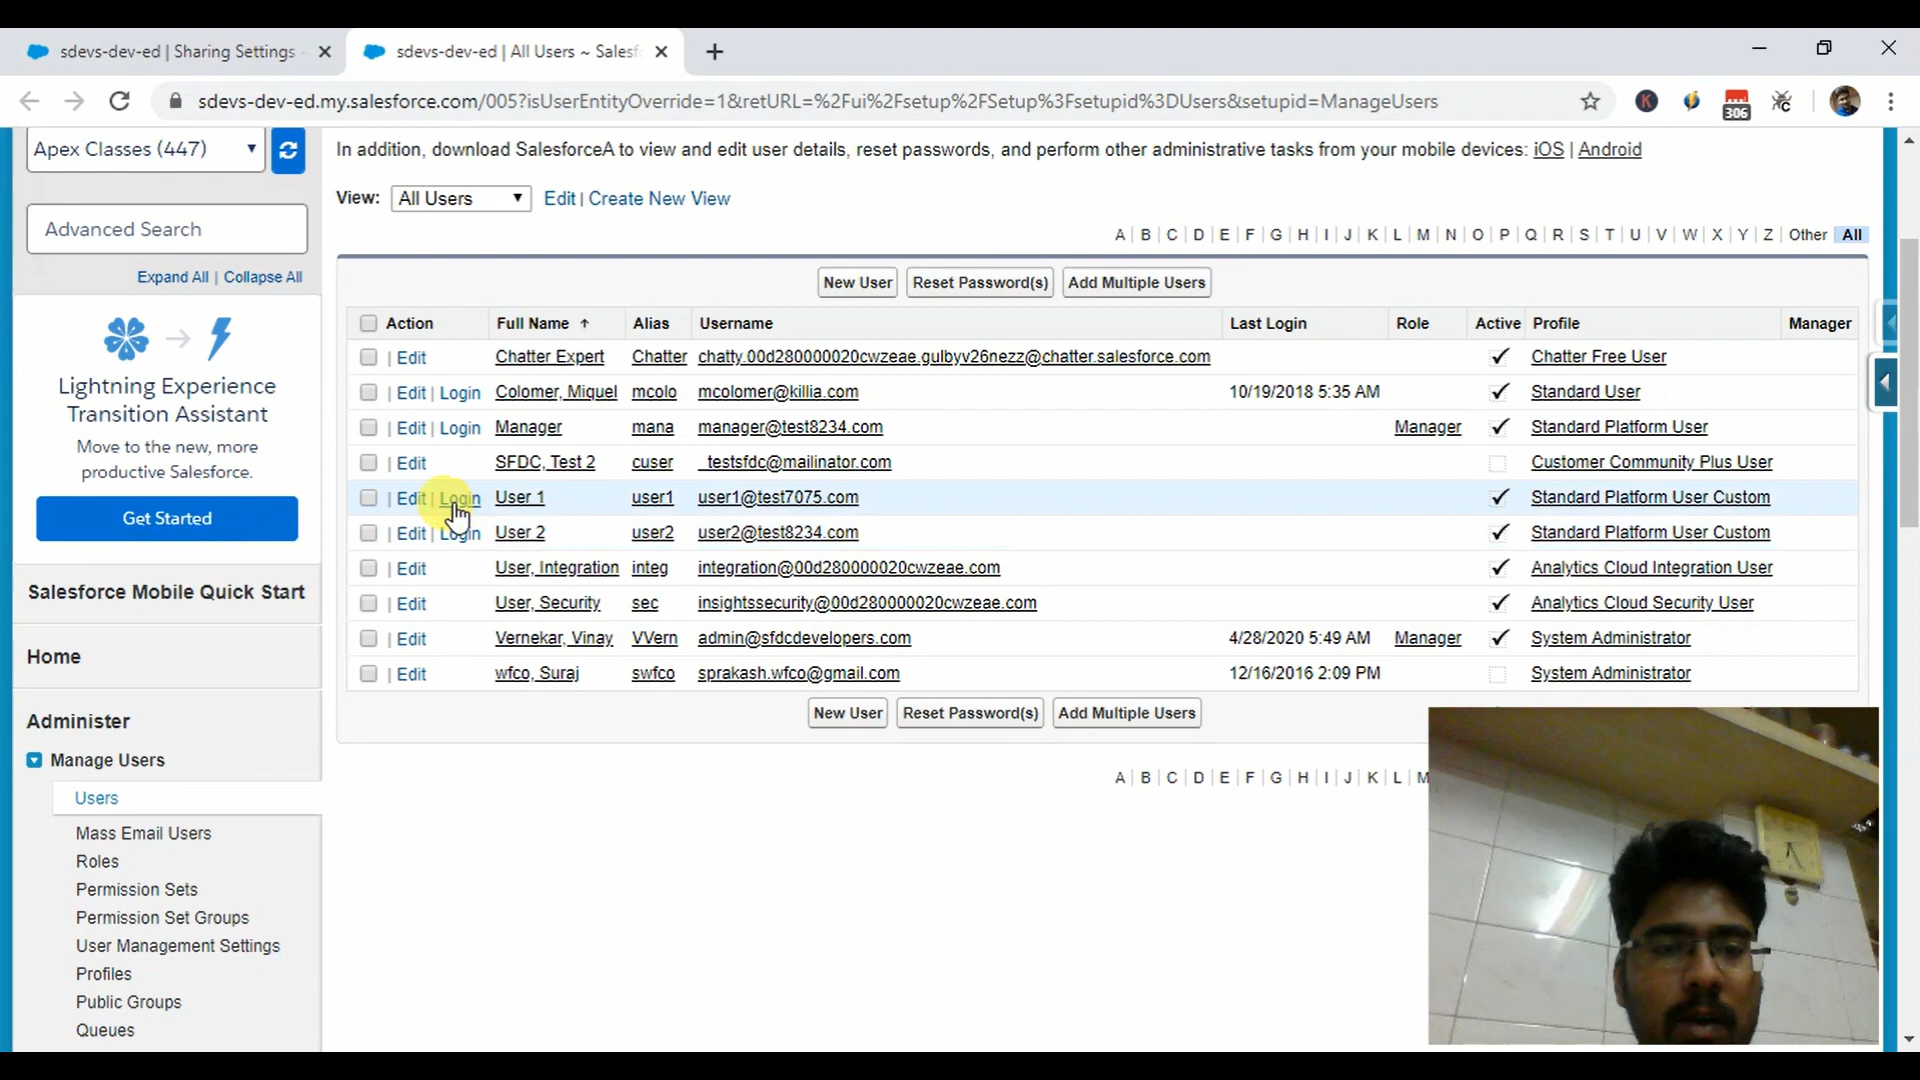 sdevs-dev-ed | Sharing Settings
sdevs-dev-ed | All Users ~ Salesf
sdevs-dev-ed.my.salesforce.com/005?isUserEntityOverride=1&retURL=%2Fui%2Fsetup%2FSetup%3Fsetupid%3DUsers&setupid=ManageUsers
K
306
Apex Classes (447)
In addition, download SalesforceA to view and edit user details, reset passwords, and perform other administrative tasks from your mobile devices: iOS | Android
Advanced Search
View: All Users Edit | Create New View
Expand All | Collapse All
A | B | C | D | E | F | G | H | I | J | K | L | M | N | O | P | Q | R | S | T | U | V | W | X | Y | Z | Other All
New User Reset Password(s) Add Multiple Users
Action Full Name Alias Username Last Login Role Active Profile Manager
| Edit Chatter Expert Chatter chatty.00d280000020cwzeae.gulbyv26nezz@chatter.salesforce.com Chatter Free User
| Edit | Login Colomer, Miquel mcolo mcolomer@killia.com 10/19/2018 5:35 AM Standard User
| Edit | Login Manager mana manager@test8234.com Manager Standard Platform User
| Edit SFDC, Test 2 cuser _testsfdc@mailinator.com Customer Community Plus User
| Edit | Login User 1 user1 user1@test7075.com Standard Platform User Custom
| Edit | Login User 2 user2 user2@test8234.com Standard Platform User Custom
| Edit User, Integration integ integration@00d280000020cwzeae.com Analytics Cloud Integration User
| Edit User, Security sec insightssecurity@00d280000020cwzeae.com Analytics Cloud Security User
| Edit Vernekar, Vinay VVern admin@sfdcdevelopers.com 4/28/2020 5:49 AM Manager System Administrator
| Edit wfco, Suraj swfco sprakash.wfco@gmail.com 12/16/2016 2:09 PM System Administrator
New User Reset Password(s) Add Multiple Users
A | B | C | D | E | F | G | H | I | J | K | L | M
Lightning Experience
Transition Assistant
Move to the new, more
productive Salesforce.
Get Started
Salesforce Mobile Quick Start
Home
Administer
Manage Users
Users
Mass Email Users
Roles
Permission Sets
Permission Set Groups
User Management Settings
Profiles
Public Groups
Queues